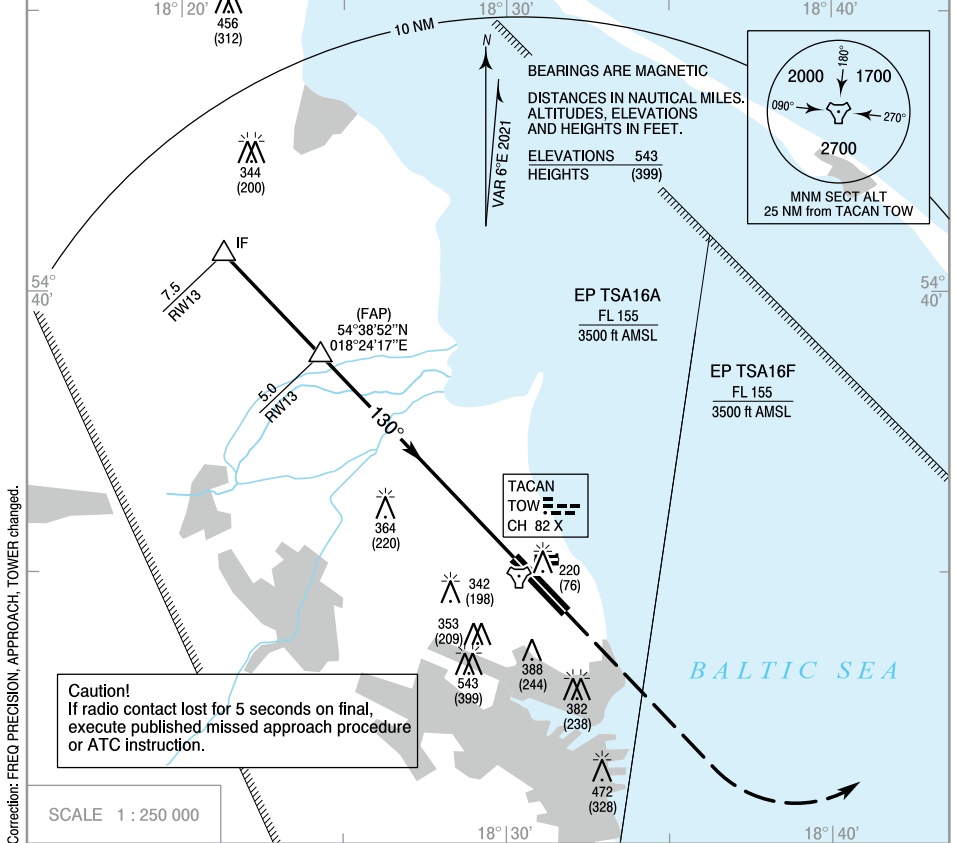 18°20'
18°30'
18°40'
456
(312)
10 NM
N
VAR 6°E 2021
BEARINGS ARE MAGNETIC
DISTANCES IN NAUTICAL MILES.
ALTITUDES, ELEVATIONS
AND HEIGHTS IN FEET.
ELEVATIONS 543
HEIGHTS (399)
2000
180°
1700
090°
270°
2700
MNM SECT ALT
25 NM from TACAN TOW
344
(200)
IF
7.5
RW13
54°
40'
54°
40'
(FAP)
54°38'52"N
018°24'17"E
5.0
RW13
130°
EP TSA16A
FL 155
3500 ft AMSL
EP TSA16F
FL 155
3500 ft AMSL
TACAN
TOW
CH 82 X
364
(220)
220
(76)
342
(198)
353
(209)
543
(399)
388
(244)
382
(238)
472
(328)
BALTIC SEA
Caution!
If radio contact lost for 5 seconds on final,
execute published missed approach procedure
or ATC instruction.
SCALE 1 : 250 000
18°30'
18°40'
Correction: FREQ PRECISION, APPROACH, TOWER changed.